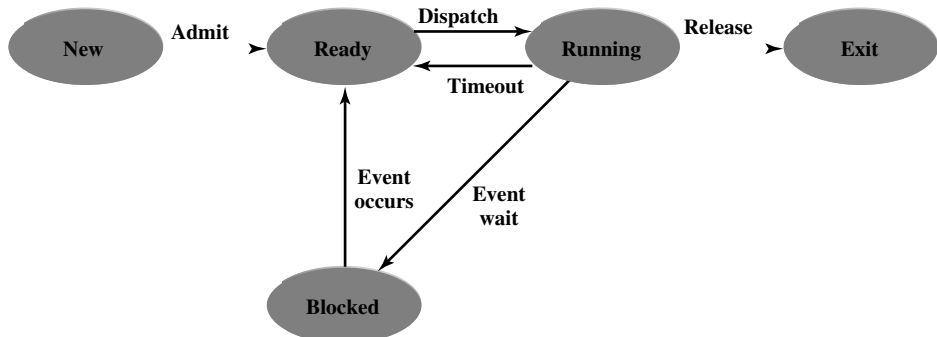 Dispatch
Admit
Release
New
Ready
Running
Exit
Timeout
Event
occurs
Event
wait
Blocked